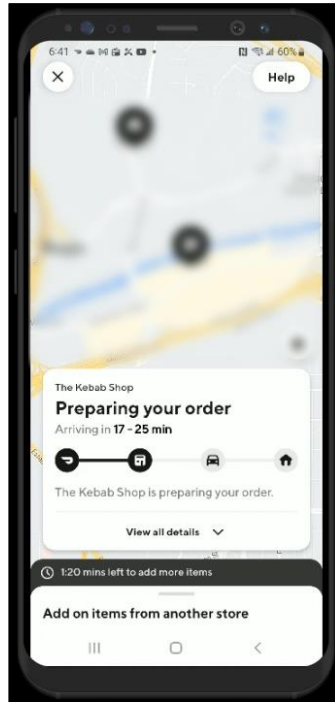 6:41
60%
Help
The Kebab Shop
Preparing your order
Arriving in 17 - 25 min
The Kebab Shop is preparing your order.
View all details
1:20 mins left to add more items
Add on items from another store